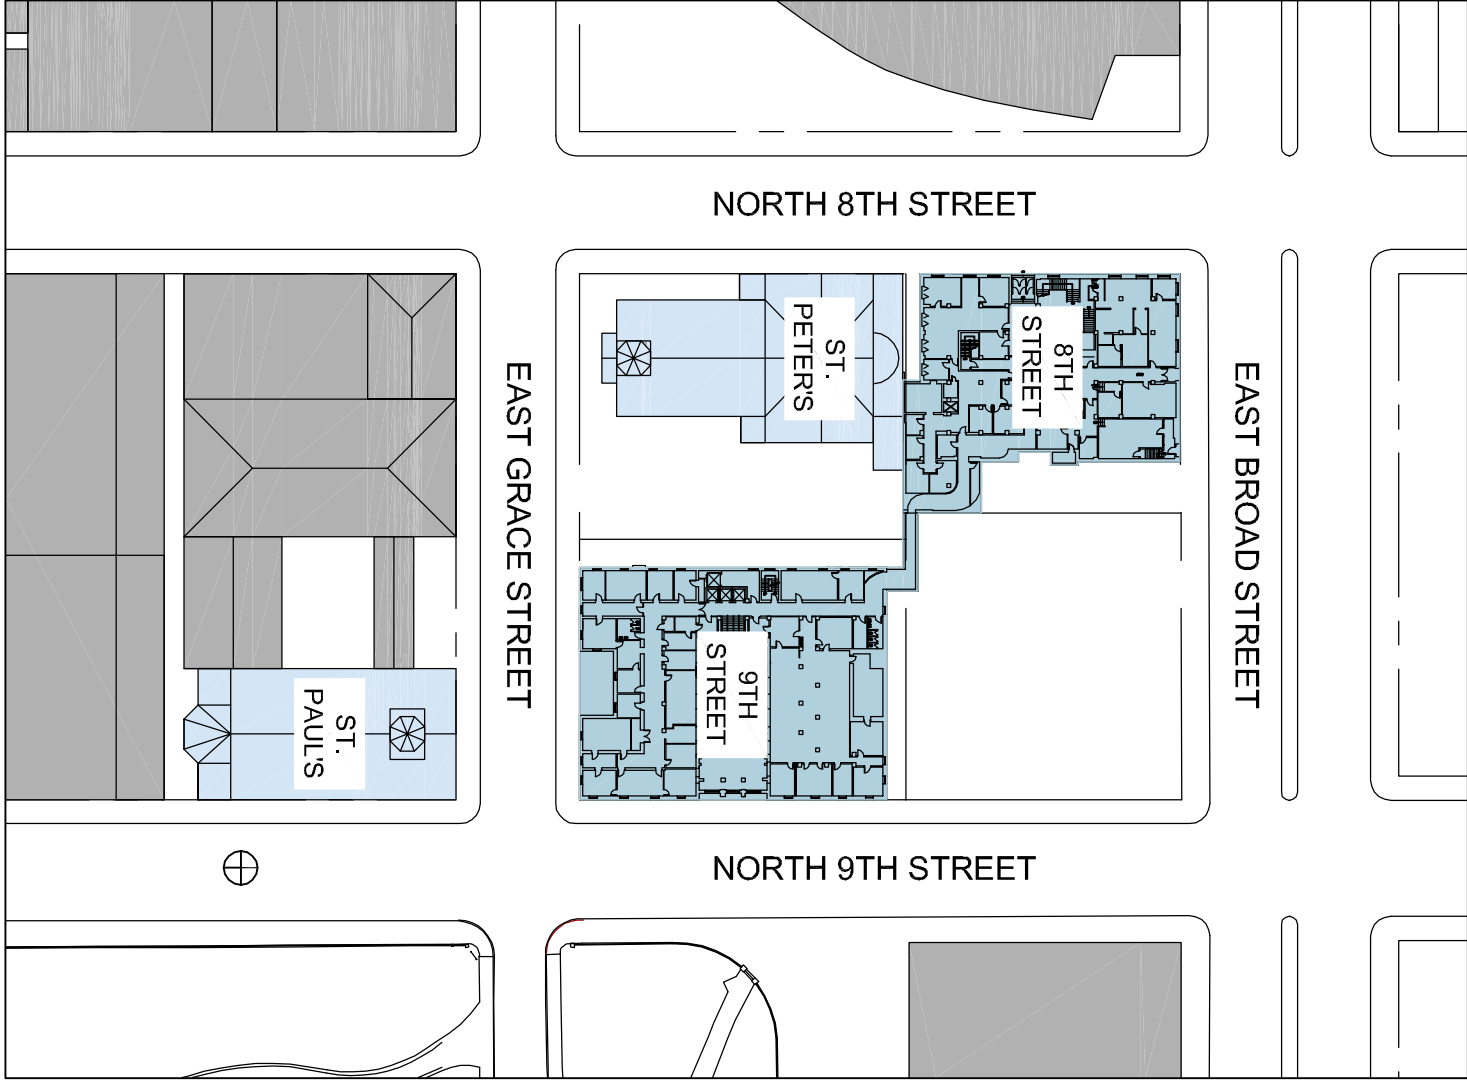 NORTH 8TH STREET
ST.
PETER'S
8TH
STREET
EAST GRACE STREET
EAST BROAD STREET
9TH
STREET
ST.
PAUL'S
NORTH 9TH STREET